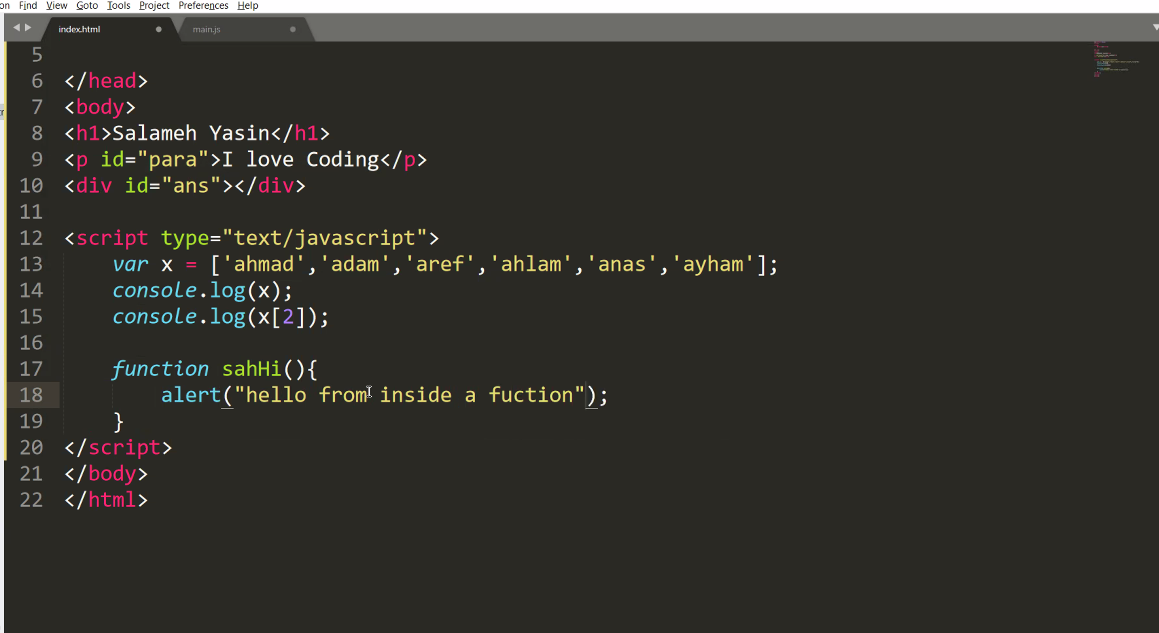 on Find View Goto Tools Project Preferences Help
index.html main.js
5
6 </head>
7 <body>
8 <h1>Salameh Yasin</h1>
9 <p id="para">I love Coding</p>
10 <div id="ans"></div>
11
12 <script type="text/javascript">
13 var x = ['ahmad','adam','aref','ahlam','anas','ayham'];
14 console.log(x);
15 console.log(x[2]);
16
17 function sahHi(){
18 alert("hello from inside a fuction");
19 }
20 </script>
21 </body>
22 </html>